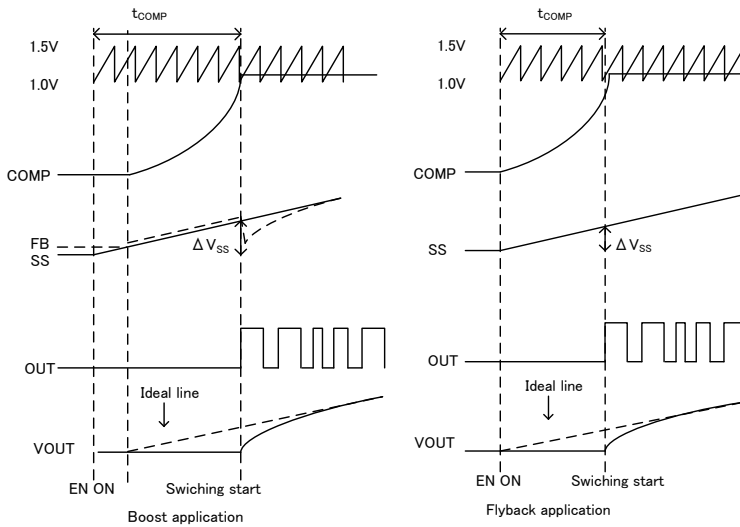 tCOMP
1.5V
1.0V
COMP
FB
SS
ΔVSS
OUT
Ideal line
VOUT
EN ON
Swiching start
Boost application
tCOMP
1.5V
1.0V
COMP
SS
ΔVSS
OUT
Ideal line
VOUT
EN ON
Swiching start
Flyback application